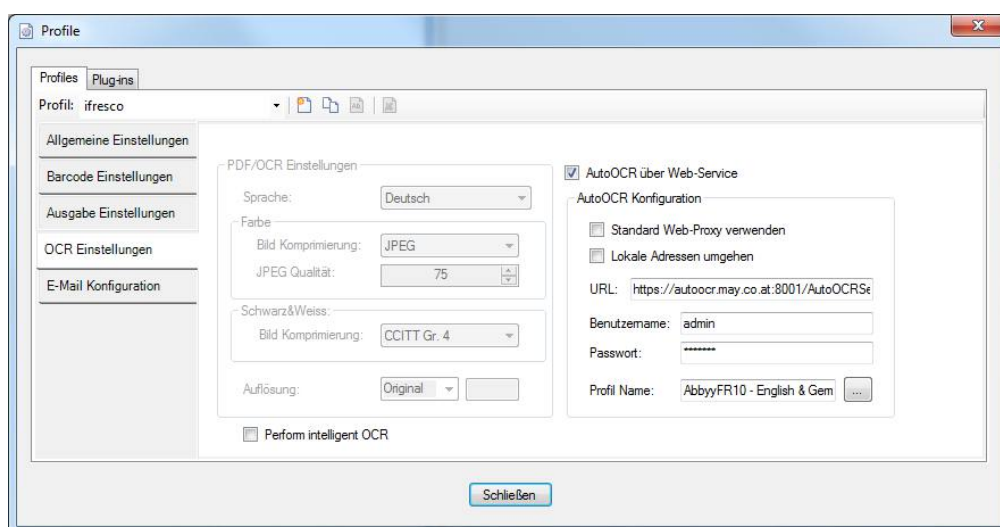 Profile
Profiles Plug-ins
Profil: ifresco
Allgemeine Einstellungen
Barcode Einstellungen
Ausgabe Einstellungen
OCR Einstellungen
E-Mail Konfiguration
PDF/OCR Einstellungen
Sprache: Deutsch
Farbe
Bild Komprimierung: JPEG
JPEG Qualität: 75
Schwarz&Weiss:
Bild Komprimierung: CCITT Gr. 4
Auflösung: Original
Perform intelligent OCR
AutoOCR über Web-Service
AutoOCR Konfiguration
Standard Web-Proxy verwenden
Lokale Adressen umgehen
URL: https://autoocr.may.co.at:8001/AutoOCRSe
Benutzername: admin
Passwort: *******
Profil Name: AbbyyFR10 - English & Gem ...
Schließen